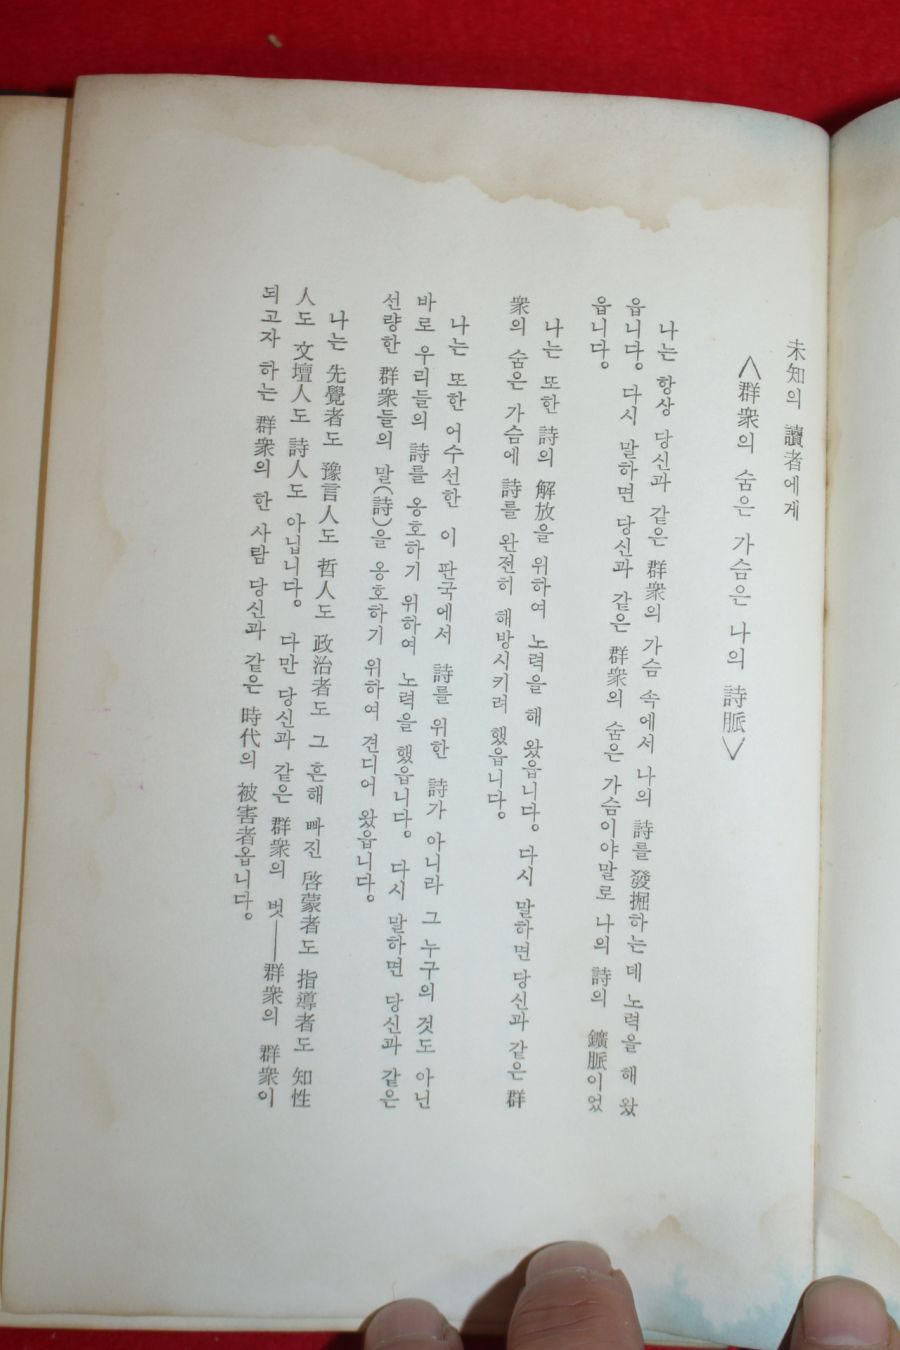 未知의 讀者에게
〈群衆의 숨은 가슴은 나의 詩脈〉
나는 항상 당신과 같은 群衆의 가슴 속에서 나의 詩를 發掘하는 데 노력을 해 왔
읍니다。 다시 말하면 당신과 같은 群衆의 숨은 가슴이야말로 나의 詩의 鑛脈이었
읍니다。
나는 또한 詩의 解放을 위하여 노력을 해 왔읍니다。 다시 말하면 당신과 같은 群
衆의 숨은 가슴에 詩를 완전히 해방시키려 했읍니다。
나는 또한 어수선한 이 판국에서 詩를 위한 詩가 아니라 그 누구의 것도 아닌
바로 우리들의 詩를 옹호하기 위하여 노력을 했읍니다。 다시 말하면 당신과 같은
선량한 群衆들의 말(詩)을 옹호하기 위하여 견디어 왔읍니다。
나는 先覺者도 豫言人도 哲人도 政治者도 그 흔해 빠진 啓蒙者도 指導者도 知性
人도 文壇人도 詩人도 아닙니다。 다만 당신과 같은 群衆의 벗——群衆의 群衆이
되고자 하는 群衆의 한 사람 당신과 같은 時代의 被害者옵니다。